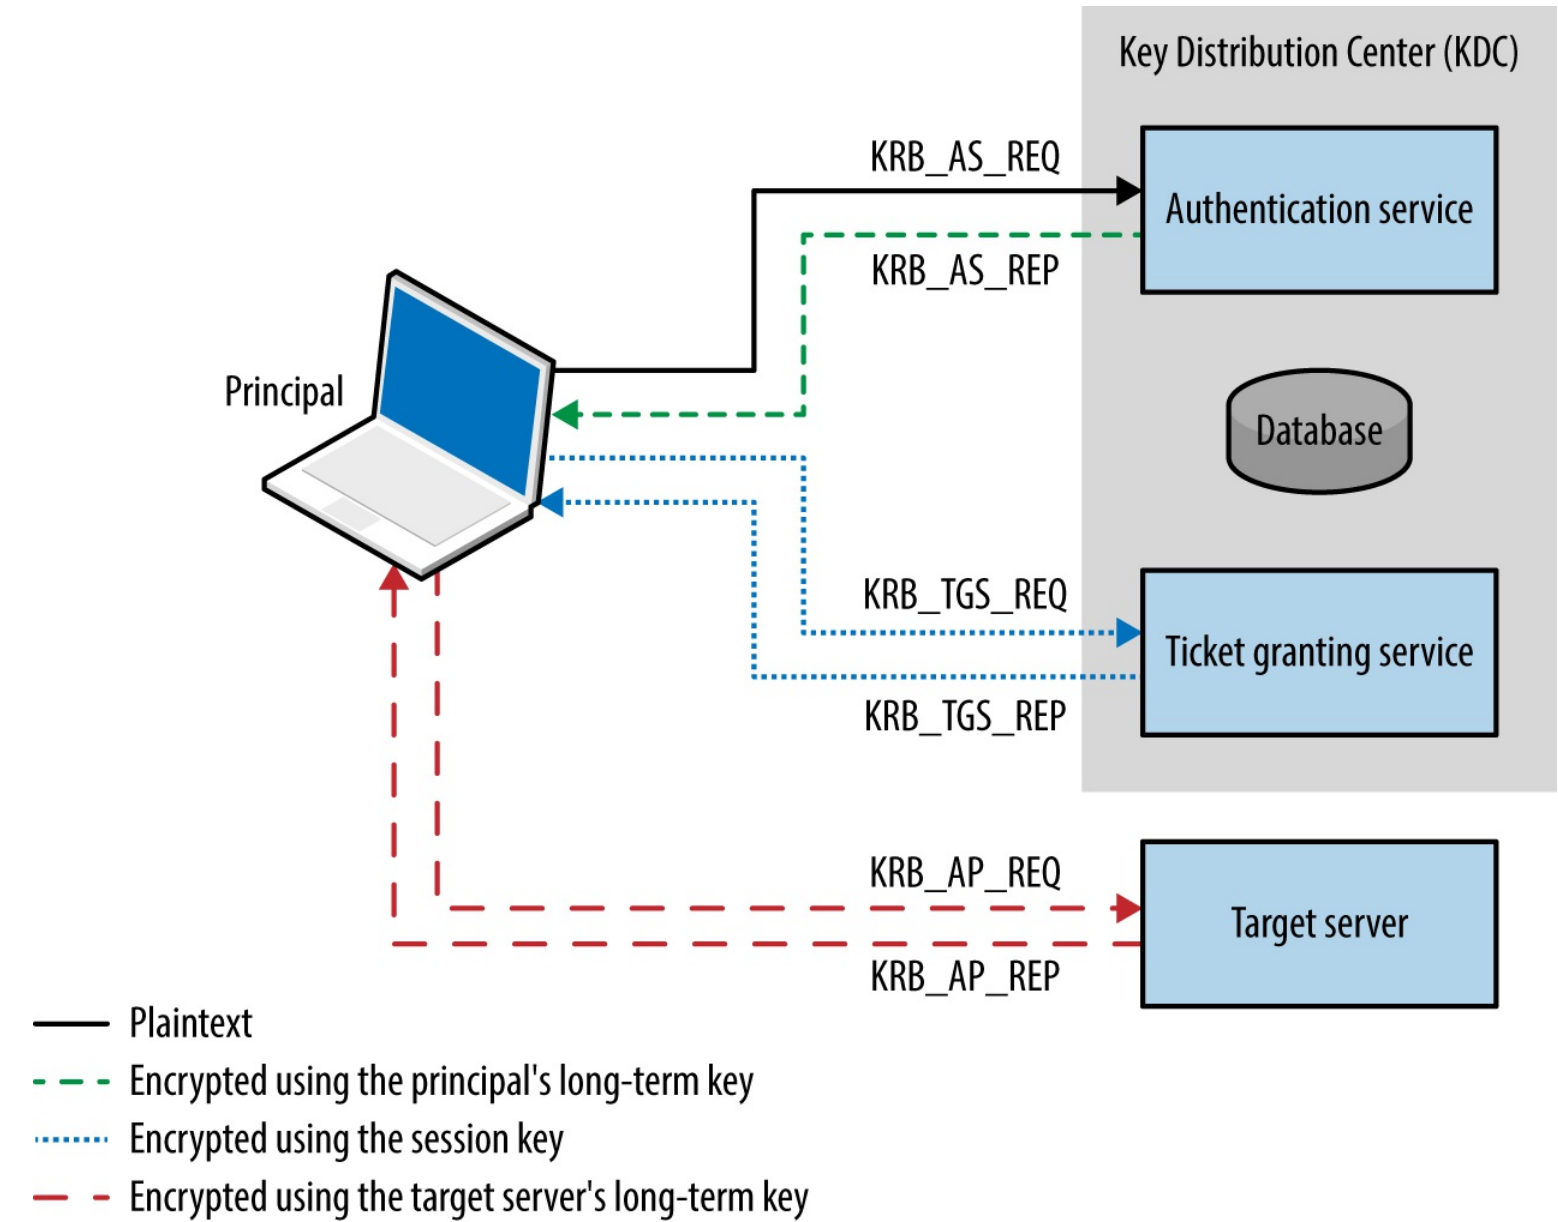 Key Distribution Center (KDC)
KRB_AS_REQ
Authentication service
KRB_AS_REP
Principal
Database
KRB_TGS_REQ
Ticket granting service
KRB_TGS_REP
KRB_AP_REQ
Target server
KRB_AP_REP
Plaintext
Encrypted using the principal's long-term key
Encrypted using the session key
Encrypted using the target server's long-term key